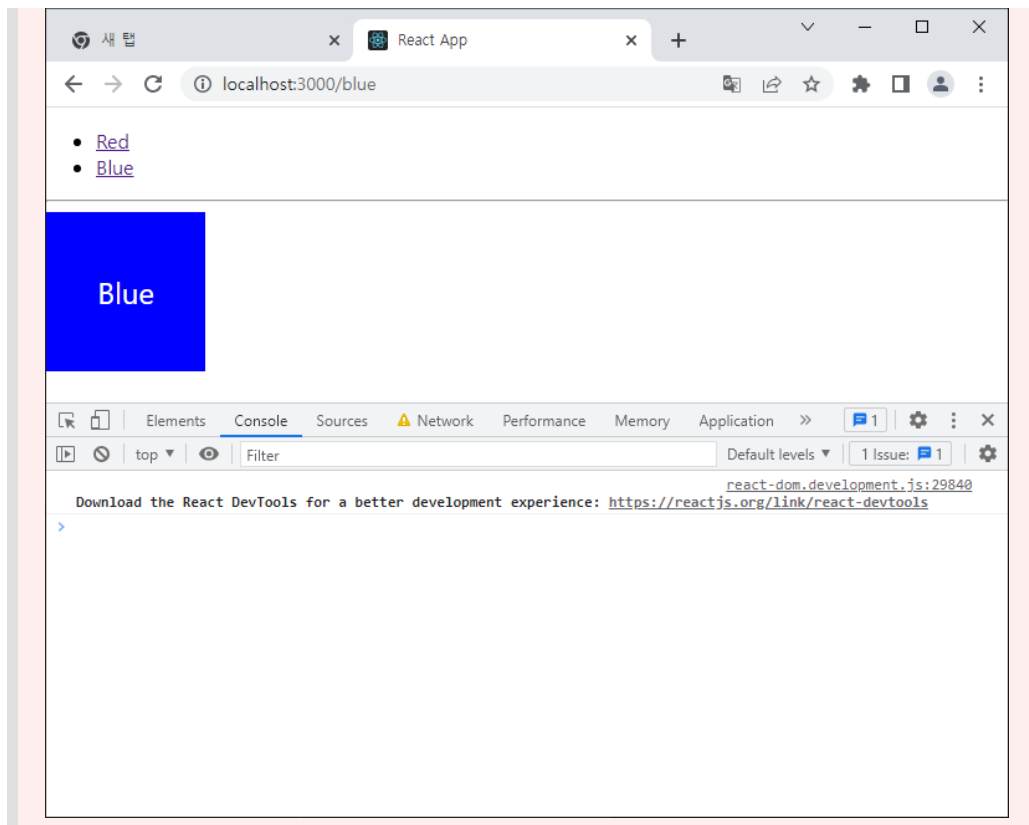 새 탭
React App
localhost:3000/blue
Red
Blue
Blue
Elements Console Sources Network Performance Memory Application » 1
top ▼ Filter Default levels ▼ 1 Issue: 1
react-dom.development.js:29840
Download the React DevTools for a better development experience: https://reactjs.org/link/react-devtools
>